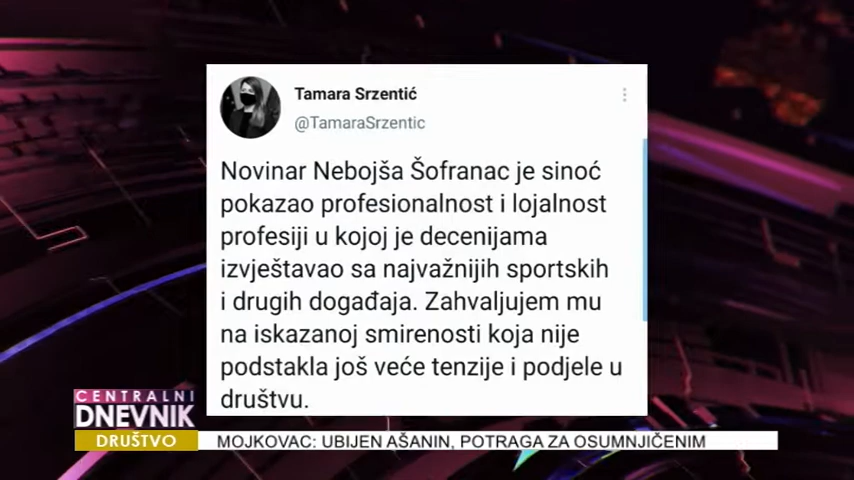 Tamara Srzentić
@TamaraSrzentic
Novinar Nebojša Šofranac je sinoć
pokazao profesionalnost i lojalnost
profesiji u kojoj je decenijama
izvještavao sa najvažnijih sportskih
i drugih događaja. Zahvaljujem mu
na iskazanoj smirenosti koja nije
podstakla još veće tenzije i podjele u
društvu.
CENTRALNI
DNEVNIK
DRUŠTVO
MOJKOVAC: UBIJEN AŠANIN, POTRAGA ZA OSUMNJIČENIM